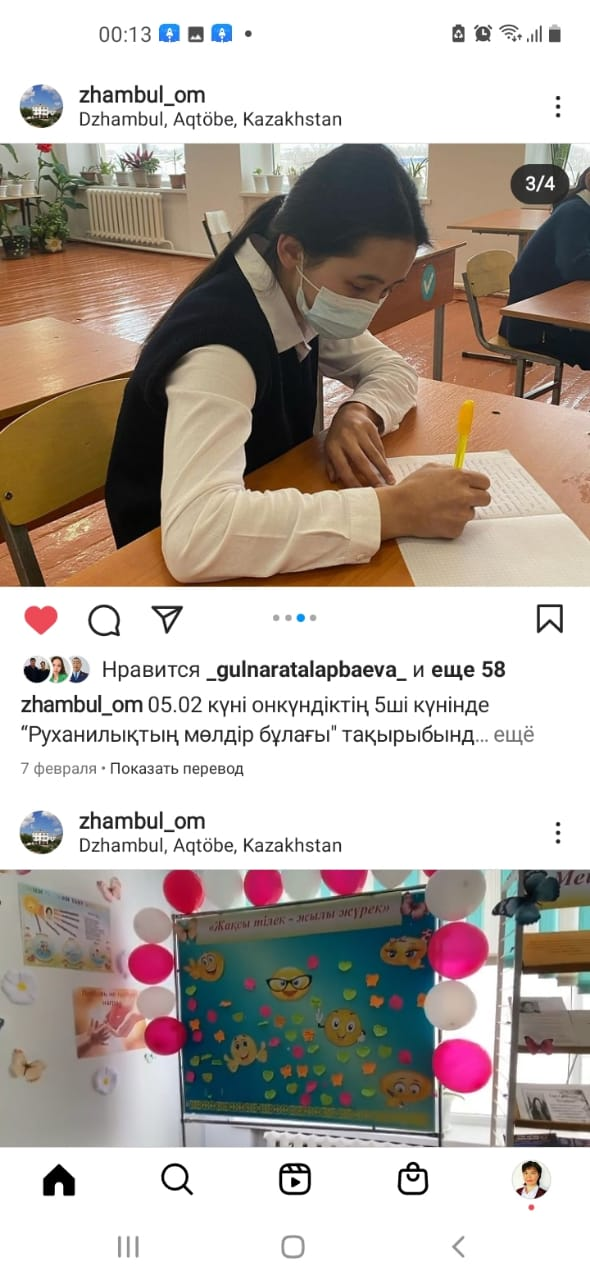 00:13
zhambul_om
Dzhambul, Aqtöbe, Kazakhstan
3/4
Нравится _gulnaratalapbaeva_ и еще 58
zhambul_om 05.02 күні онкүндіктің 5ші күнінде
“Руханилықтың мөлдір бұлағы" тақырыбынд... ещё
7 февраля • Показать перевод
zhambul_om
Dzhambul, Aqtöbe, Kazakhstan
«Жақсы тілек - жылы жүрек»